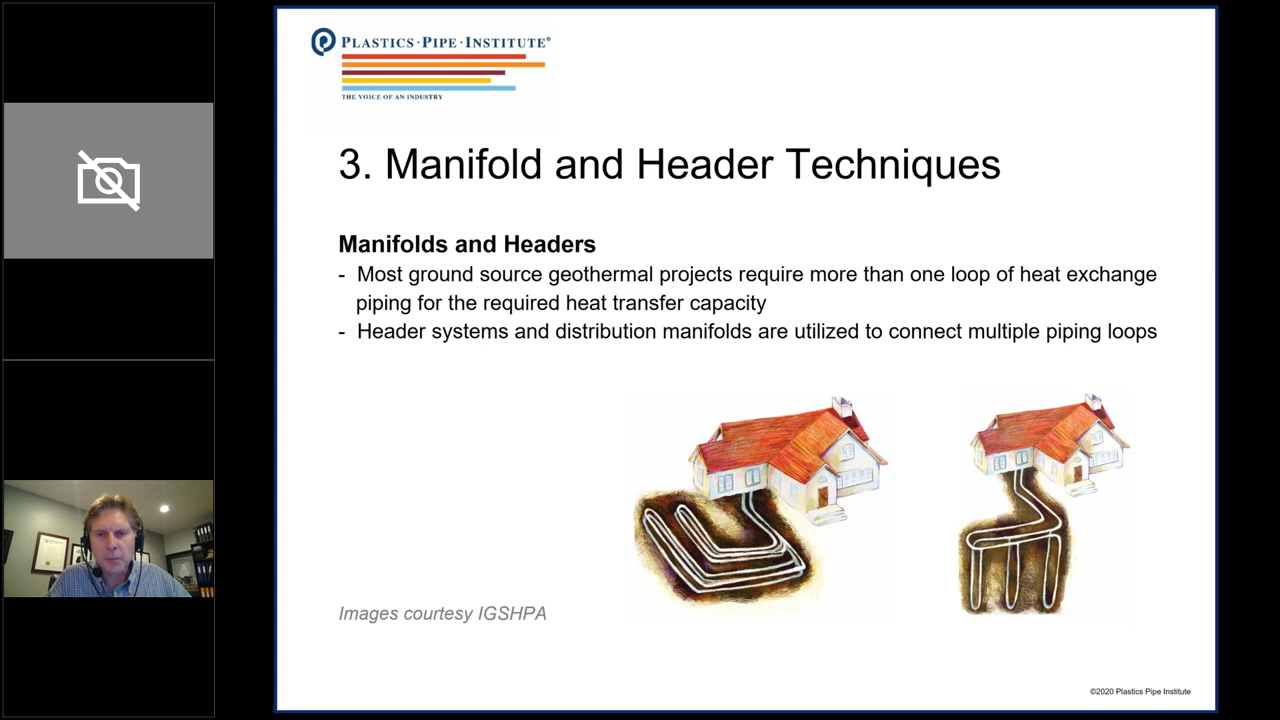 PLASTICS·PIPE·INSTITUTE®
THE VOICE OF AN INDUSTRY
3. Manifold and Header Techniques
Manifolds and Headers
- Most ground source geothermal projects require more than one loop of heat exchange
piping for the required heat transfer capacity
- Header systems and distribution manifolds are utilized to connect multiple piping loops
Images courtesy IGSHPA
©2020 Plastics Pipe Institute